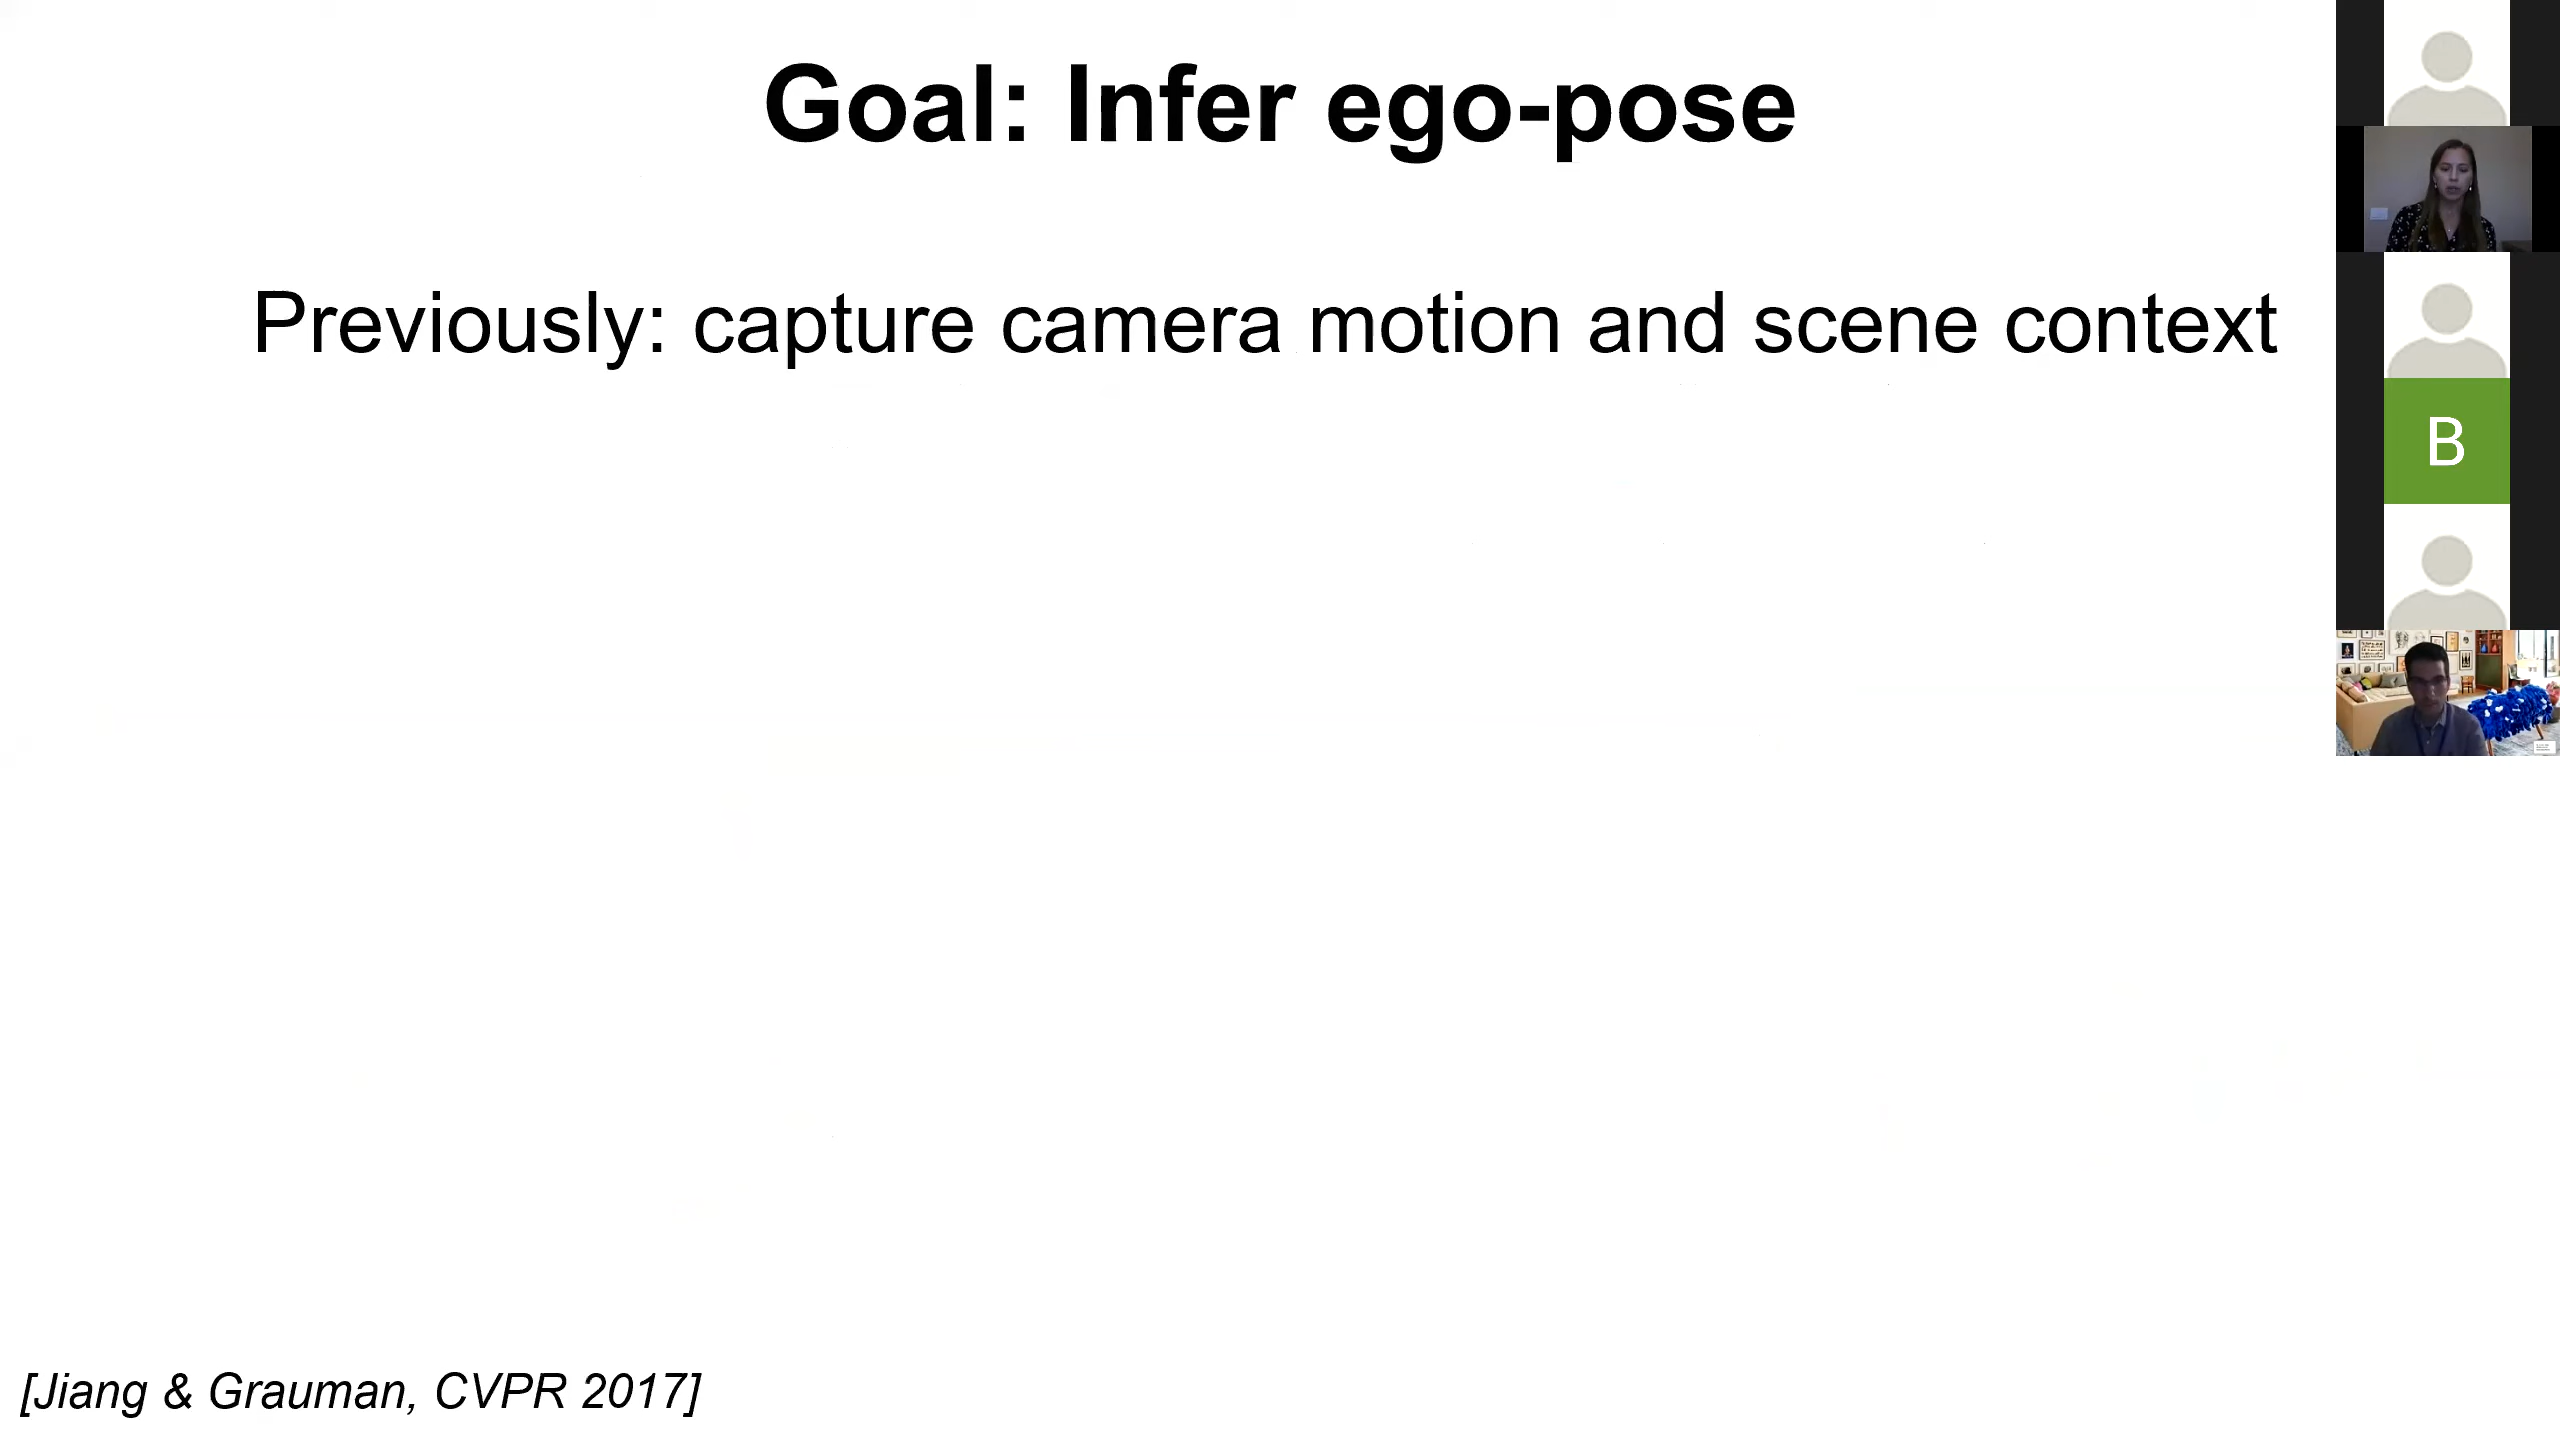 Goal: Infer ego-pose
Previously: capture camera motion and scene context
B
[Jiang & Grauman, CVPR 2017]